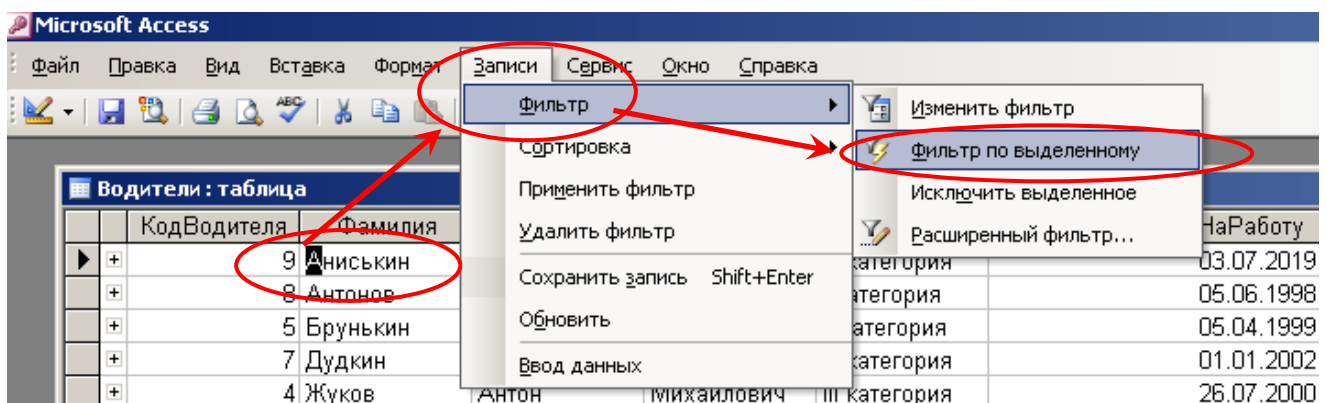 Microsoft Access
Файл Правка Вид Вставка Формат Записи Сервис Окно Справка
ABC
Фильтр
Сортировка
Применить фильтр
Удалить фильтр
Сохранить запись Shift+Enter
Обновить
Ввод данных
Изменить фильтр
Фильтр по выделенному
Исключить выделенное
Расширенный фильтр...
Водители : таблица
КодВодителя Фамилия НаРаботу
9 Аниськин категория 03.07.2019
8 Антонов категория 05.06.1998
5 Брунькин категория 05.04.1999
7 Дудкин категория 01.01.2002
4 Жуков Антон Михайлович III категория 26.07.2000